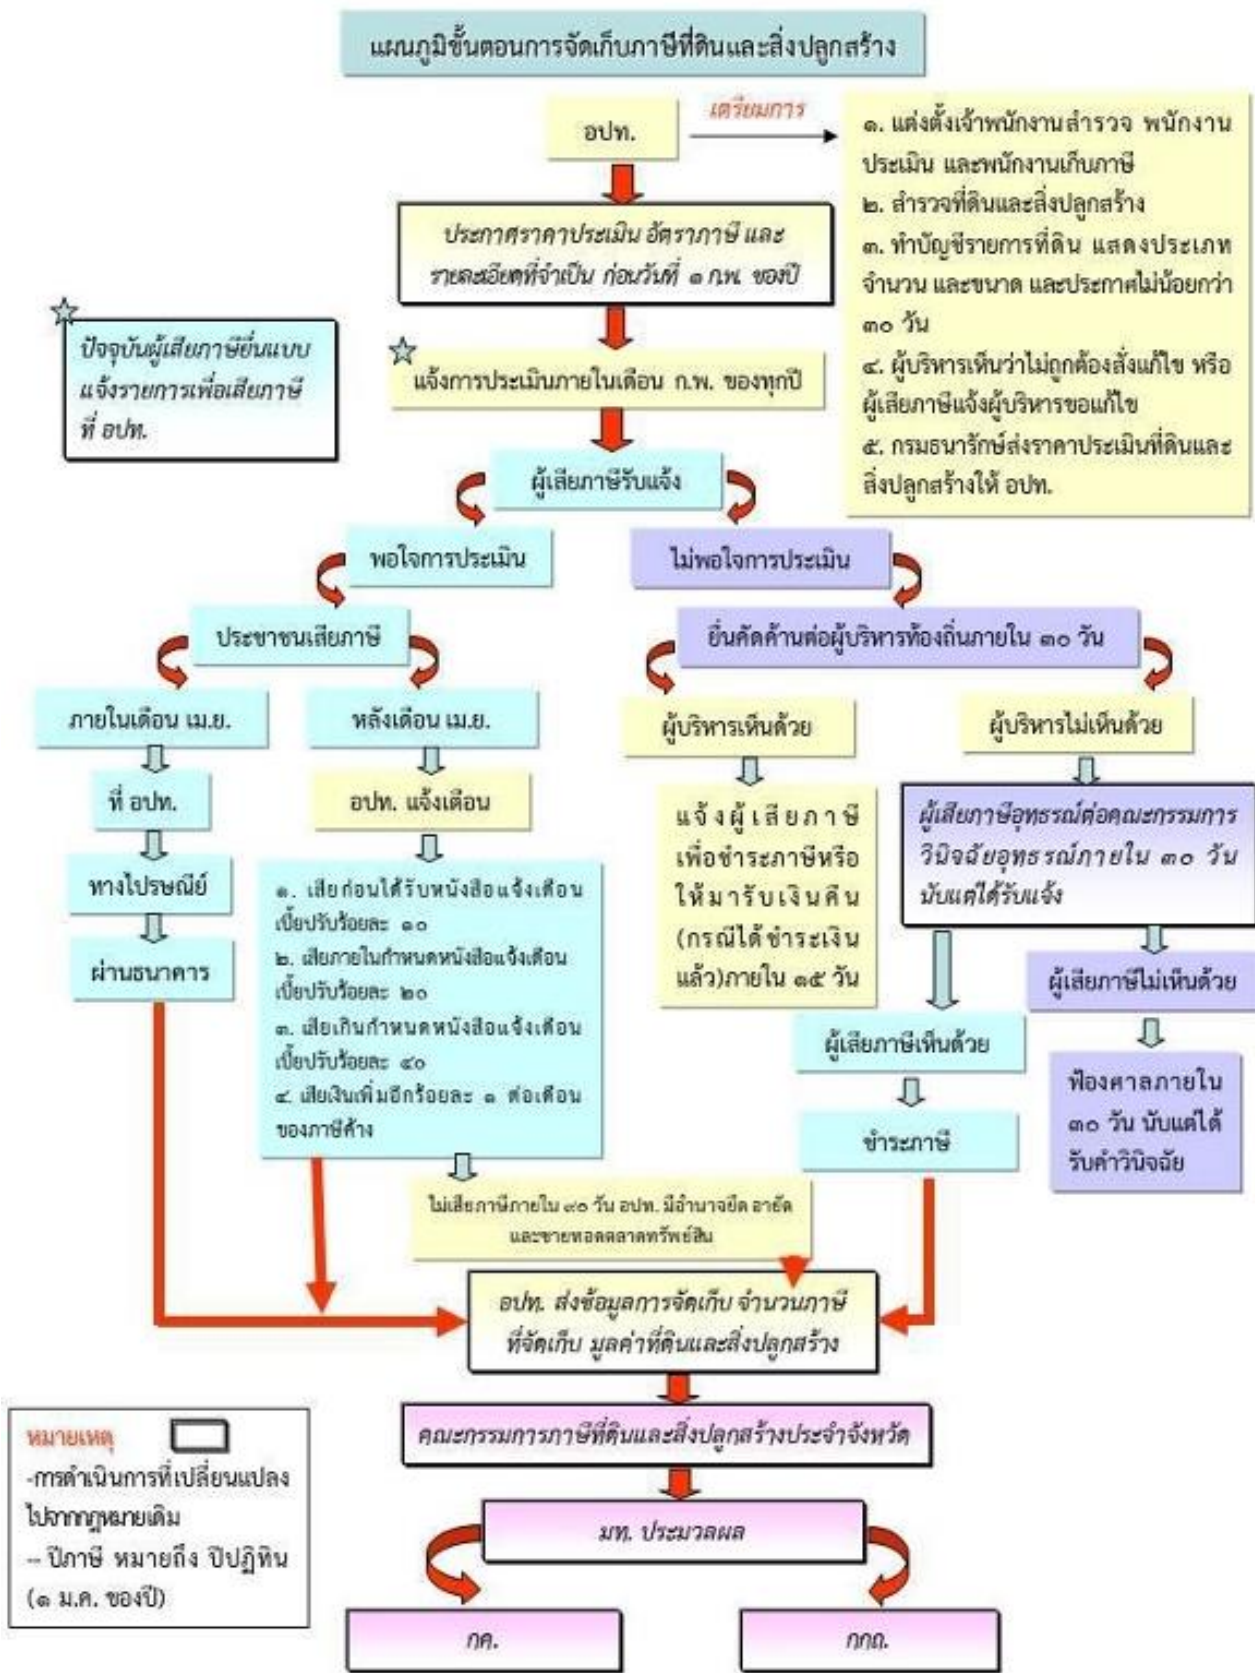 แผนภูมิขั้นตอนการจัดเก็บภาษีที่ดินและสิ่งปลูกสร้าง
อปท.
เตรียมการ
๑. แต่งตั้งเจ้าพนักงานสำรวจ พนักงาน
ประเมิน และพนักงานเก็บภาษี
๒. สำรวจที่ดินและสิ่งปลูกสร้าง
๓. ทำบัญชีรายการที่ดิน แสดงประเภท
จำนวน และขนาด และประกาศไม่น้อยกว่า
๓๐ วัน
๔. ผู้บริหารเห็นว่าไม่ถูกต้องสั่งแก้ไข หรือ
ผู้เสียภาษีแจ้งผู้บริหารขอแก้ไข
๕. กรมธนารักษ์ส่งราคาประเมินที่ดินและ
สิ่งปลูกสร้างให้ อปท.
ประกาศราคาประเมิน อัตราภาษี และ
รายละเอียดที่จำเป็น ก่อนวันที่ ๑ ก.พ. ของปี
ปัจจุบันผู้เสียภาษียื่นแบบ
แจ้งรายการเพื่อเสียภาษี
ที่ อปท.
แจ้งการประเมินภายในเดือน ก.พ. ของทุกปี
ผู้เสียภาษีรับแจ้ง
พอใจการประเมิน
ไม่พอใจการประเมิน
ประชาชนเสียภาษี
ยื่นคัดค้านต่อผู้บริหารท้องถิ่นภายใน ๓๐ วัน
ภายในเดือน เม.ย.
หลังเดือน เม.ย.
ผู้บริหารเห็นด้วย
ผู้บริหารไม่เห็นด้วย
ที่ อปท.
อปท. แจ้งเตือน
แจ้งผู้เสียภาษี
เพื่อชำระภาษีหรือ
ให้มารับเงินคืน
(กรณีได้ชำระเงิน
แล้ว)ภายใน ๑๕ วัน
ผู้เสียภาษีอุทธรณ์ต่อคณะกรรมการ
วินิจฉัยอุทธรณ์ภายใน ๓๐ วัน
นับแต่ได้รับแจ้ง
ทางไปรษณีย์
ผ่านธนาคาร
๑. เสียก่อนได้รับหนังสือแจ้งเตือน
เบี้ยปรับร้อยละ ๑๐
๒. เสียภายในกำหนดหนังสือแจ้งเตือน
เบี้ยปรับร้อยละ ๒๐
๓. เสียเกินกำหนดหนังสือแจ้งเตือน
เบี้ยปรับร้อยละ ๔๐
๔. เสียเงินเพิ่มอีกร้อยละ ๑ ต่อเดือน
ของภาษีค้าง
ผู้เสียภาษีไม่เห็นด้วย
ผู้เสียภาษีเห็นด้วย
ฟ้องศาลภายใน
๓๐ วัน นับแต่ได้
รับคำวินิจฉัย
ชำระภาษี
ไม่เสียภาษีภายใน ๙๐ วัน อปท. มีอำนาจยึด อายัด
และขายทอดตลาดทรัพย์สิน
อปท. ส่งข้อมูลการจัดเก็บ จำนวนภาษี
ที่จัดเก็บ มูลค่าที่ดินและสิ่งปลูกสร้าง
คณะกรรมการภาษีที่ดินและสิ่งปลูกสร้างประจำจังหวัด
มท. ประมวลผล
กค.
กกถ.
หมายเหตุ
-การดำเนินการที่เปลี่ยนแปลง
ไปจากกฎหมายเดิม
-- ปีภาษี หมายถึง ปีปฏิทิน
(๑ ม.ค. ของปี)